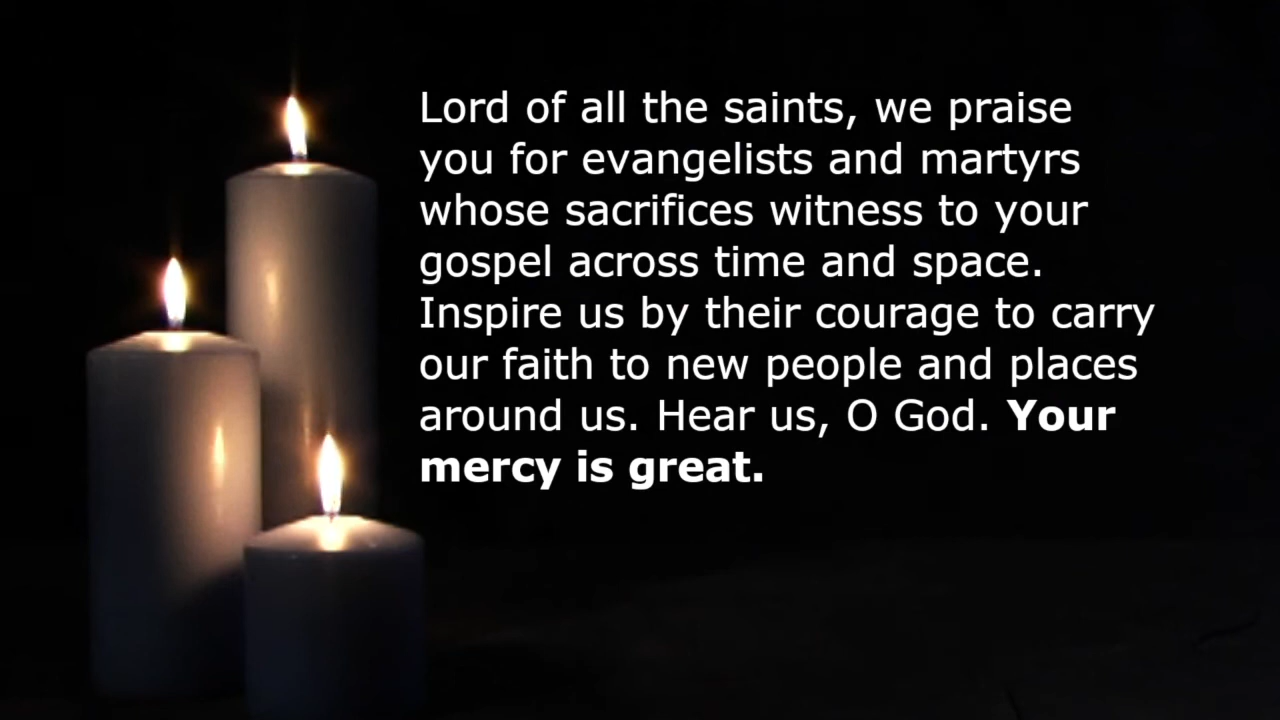 Lord of all the saints, we praise
you for evangelists and martyrs
whose sacrifices witness to your
gospel across time and space.
Inspire us by their courage to carry
our faith to new people and places
around us. Hear us, O God. Your
mercy is great.